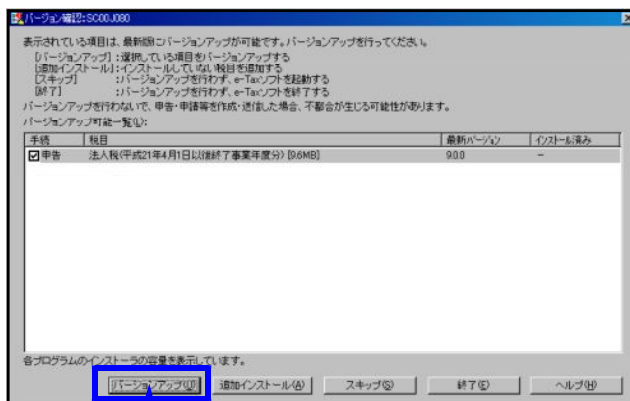 バージョン確認:SC00J080
表示されている項目は、最新版にバージョンアップが可能です。バージョンアップを行ってください。
[バージョンアップ]:選択している項目をバージョンアップする
[追加インストール]:インストールしていない税目を追加する
[スキップ] :バージョンアップを行わず、e-Taxソフトを起動する
[終了] :バージョンアップを行わず、e-Taxソフトを終了する
バージョンアップを行わないで、申告・申請等を作成・送信した場合、不都合が生じる可能性があります。
バージョンアップ可能一覧(L):
手続 税目 最新バージョン インストール済み
申告 法人税(平成21年4月1日以後終了事業年度分) [9.6MB] 9.0.0 －
各プログラムのインストーラの容量を表示しています。
バージョンアップ(U) 追加インストール(A) スキップ(S) 終了(E) ヘルプ(H)